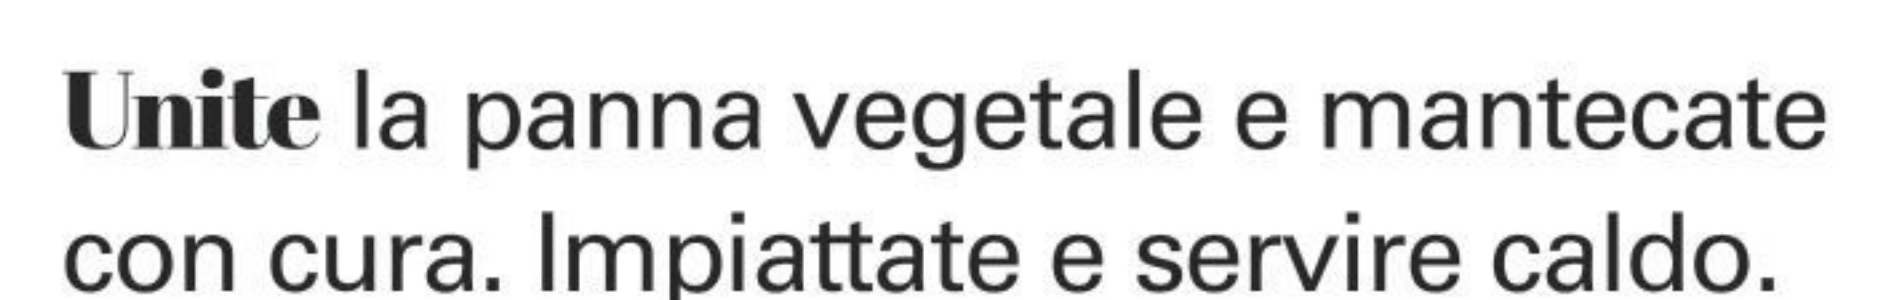 Unite la panna vegetale e mantecate
con cura. Impiattate e servire caldo.